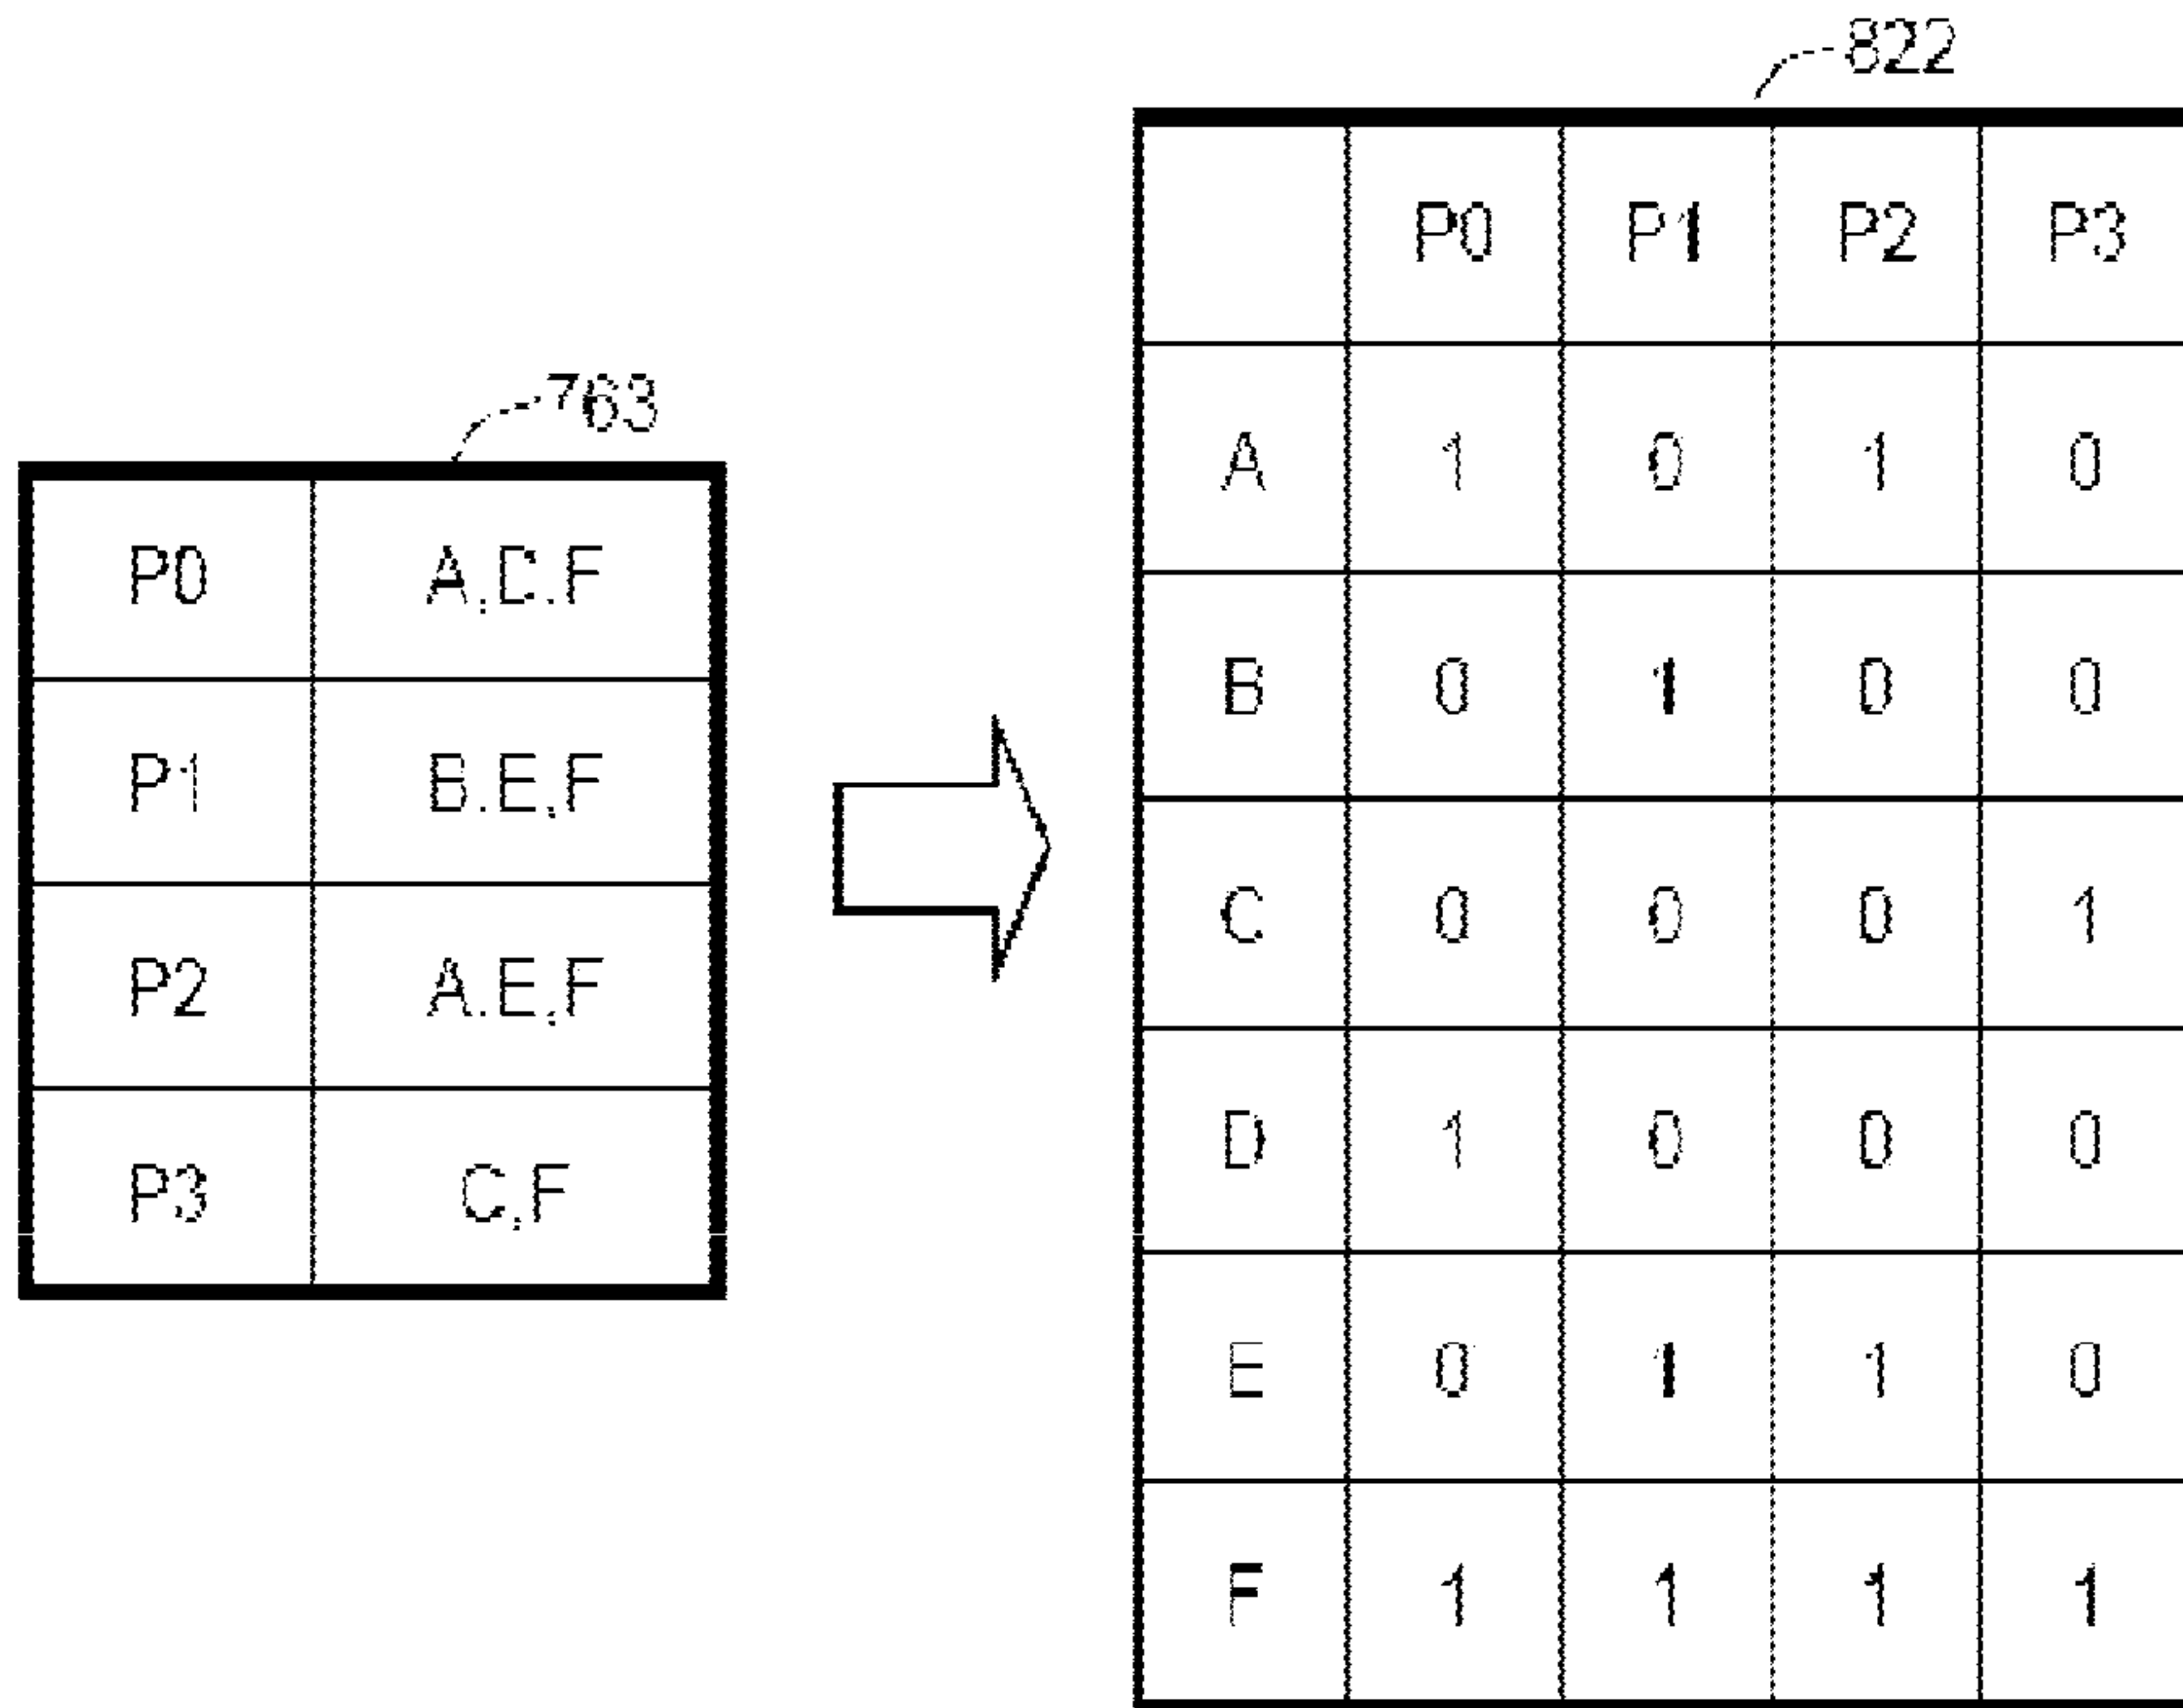 822
P0 P1 P2 P3
A 1 0 1 0
B 0 1 0 0
C 0 0 0 1
D 1 0 0 0
E 0 1 1 0
F 1 1 1 1
763
P0 A,D,F
P1 B,E,F
P2 A,E,F
P3 C,F